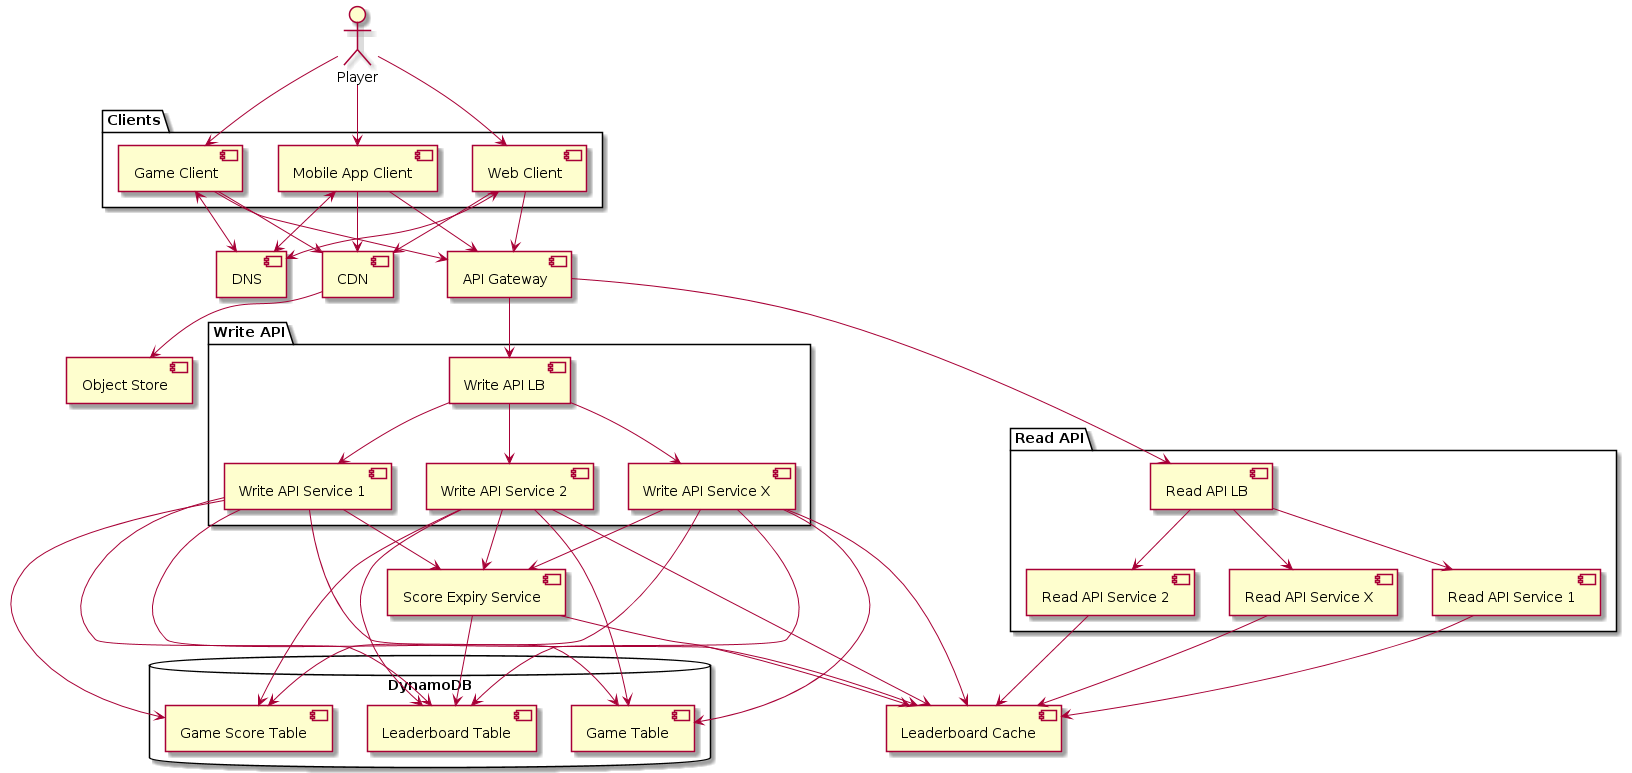 Player
Clients
Game Client
Mobile App Client
Web Client
DNS
CDN
API Gateway
Write API
Object Store
Write API LB
Read API
Write API Service 1
Write API Service 2
Write API Service X
Read API LB
Score Expiry Service
Read API Service 2
Read API Service X
Read API Service 1
DynamoDB
Game Score Table
Leaderboard Table
Game Table
Leaderboard Cache